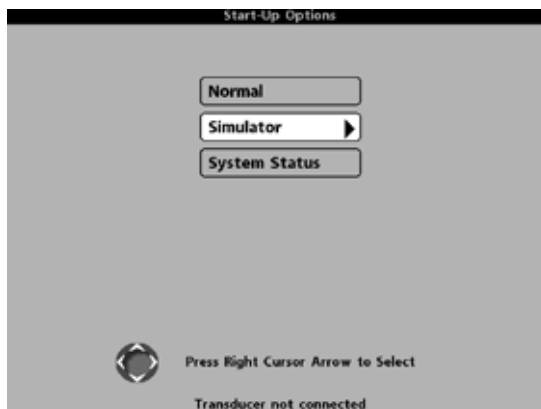 Start-Up Options
Normal
Simulator
System Status
Press Right Cursor Arrow to Select
Transducer not connected